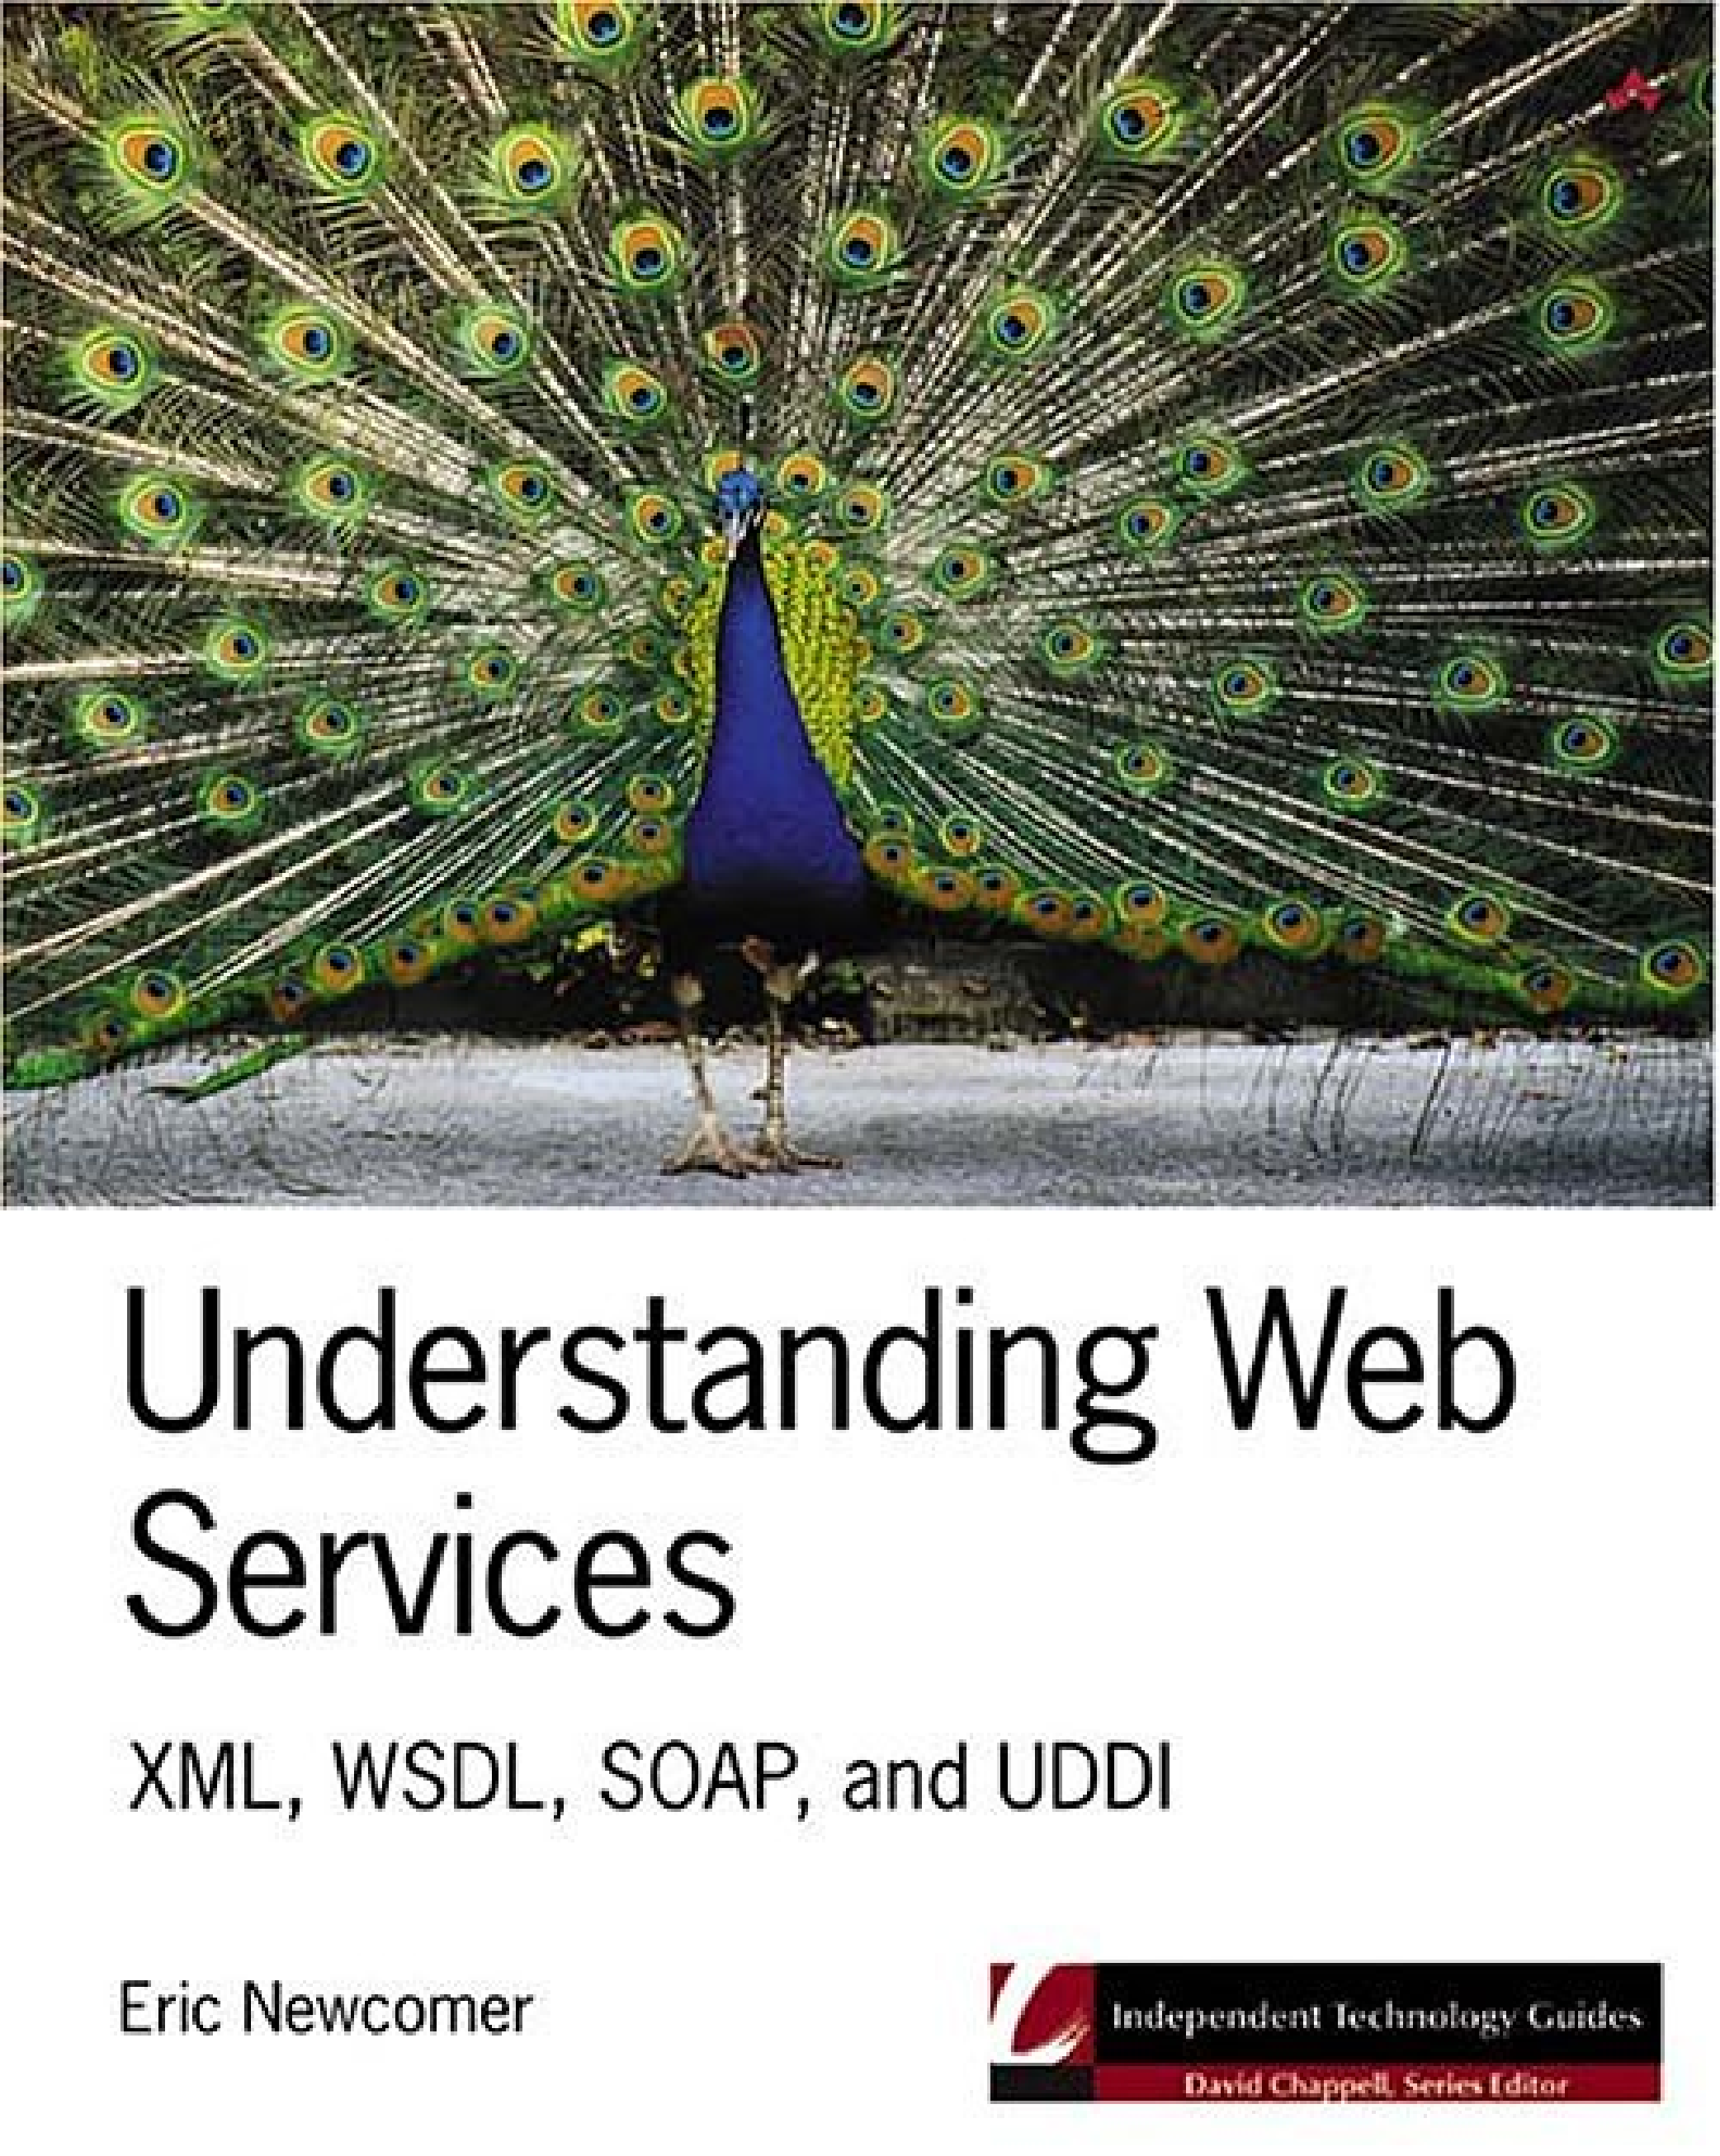 Understanding Web
Services
XML, WSDL, SOAP, and UDDI
Eric Newcomer
Independent Technology Guides
David Chappell, Series Editor